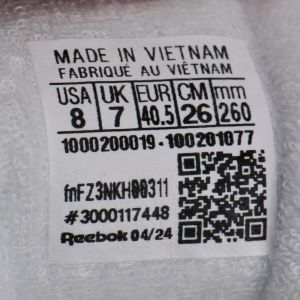 MADE IN VIETNAM
FABRIQUÉ AU VIÊTNAM
USA UK EUR CM mm
8 7 40.5 26 260
1000200019-100201077
fnFZ3NKH00311
#3000117448
Reebok 04/24